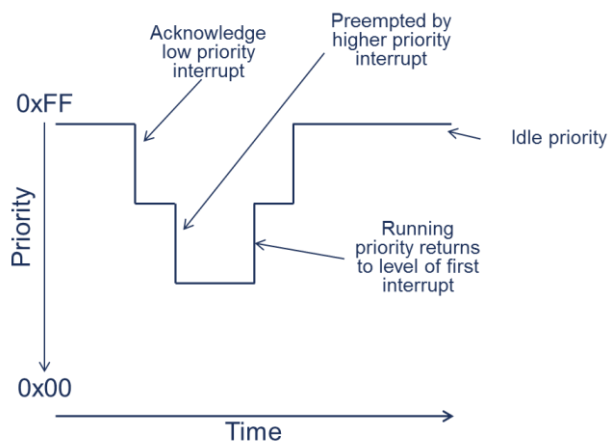 Acknowledge
low priority
interrupt
Preempted by
higher priority
interrupt
0xFF
Idle priority
Priority
Running
priority returns
to level of first
interrupt
0x00
Time